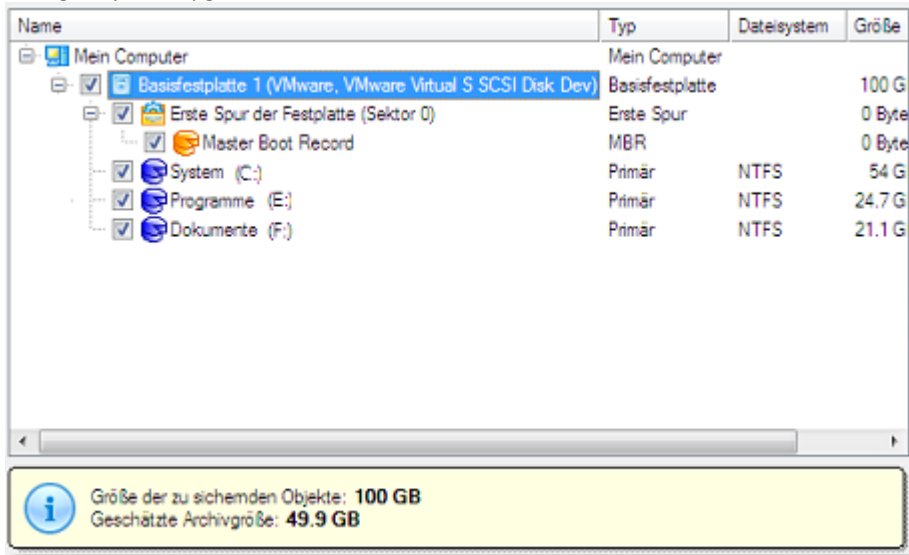 Name Typ Dateisystem Größe
Mein Computer Mein Computer
Basisfestplatte 1 (VMware, VMware Virtual S SCSI Disk Dev) Basisfestplatte 100 G
Erste Spur der Festplatte (Sektor 0) Erste Spur 0 Byte
Master Boot Record MBR 0 Byte
System (C:) Primär NTFS 54 G
Programme (E:) Primär NTFS 24.7 G
Dokumente (F:) Primär NTFS 21.1 G
Größe der zu sichernden Objekte: 100 GB
Geschätzte Archivgröße: 49.9 GB